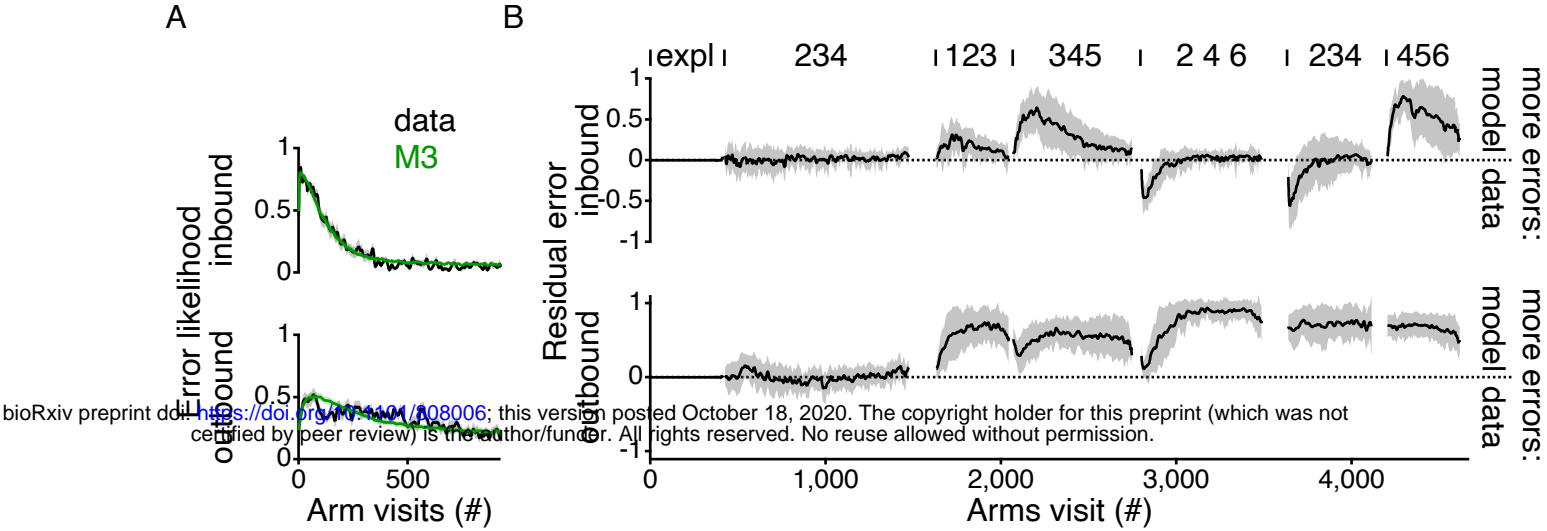 A
B
data
M3
Error likelihood
inbound
outbound
1
0.5
0
1
0.5
0
0
500
Arm visits (#)
expl
234
123
345
2 4 6
234
456
Residual error
inbound
outbound
1
0.5
0
-0.5
-1
1
0
-1
0
1,000
2,000
3,000
4,000
Arms visit (#)
more errors:
model data
more errors:
model data
bioRxiv preprint doi: https://doi.org/10.1101/808006; this version posted October 18, 2020. The copyright holder for this preprint (which was not
certified by peer review) is the author/funder. All rights reserved. No reuse allowed without permission.